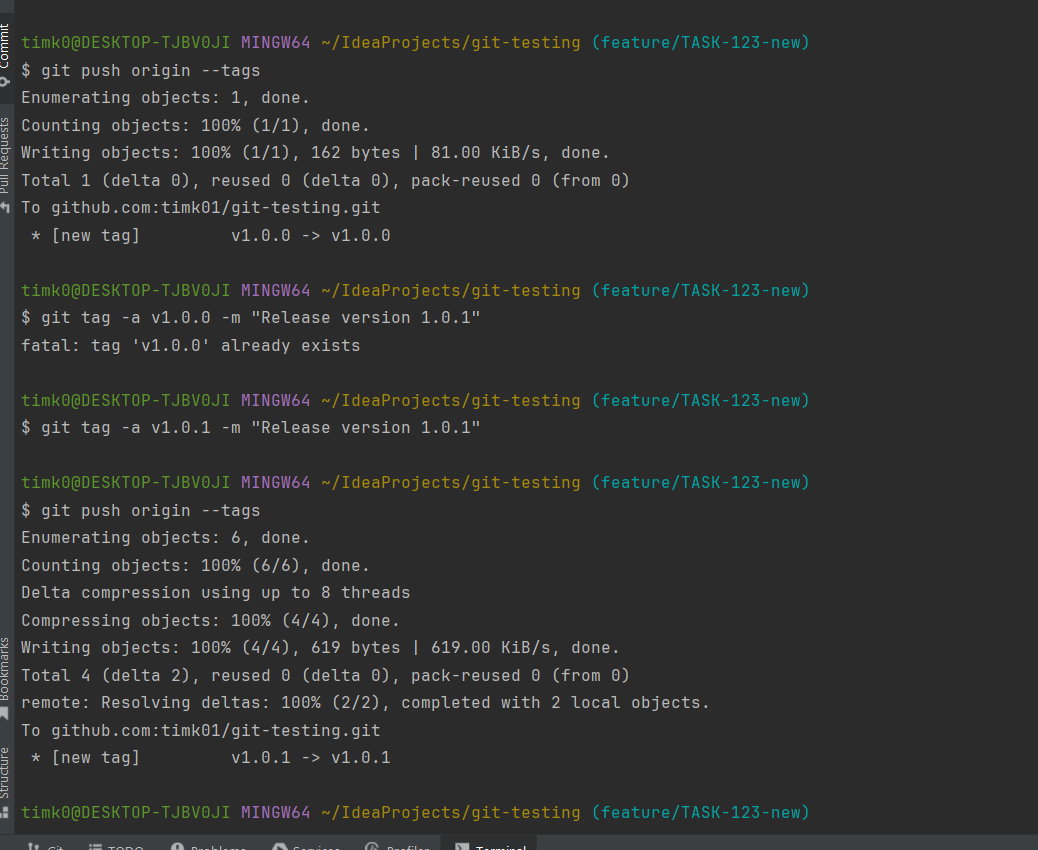 Commit
Pull Requests
Bookmarks
Structure
timk0@DESKTOP-TJBV0JI MINGW64 ~/IdeaProjects/git-testing (feature/TASK-123-new)
$ git push origin --tags
Enumerating objects: 1, done.
Counting objects: 100% (1/1), done.
Writing objects: 100% (1/1), 162 bytes | 81.00 KiB/s, done.
Total 1 (delta 0), reused 0 (delta 0), pack-reused 0 (from 0)
To github.com:timk01/git-testing.git
 * [new tag]         v1.0.0 -> v1.0.0
timk0@DESKTOP-TJBV0JI MINGW64 ~/IdeaProjects/git-testing (feature/TASK-123-new)
$ git tag -a v1.0.0 -m "Release version 1.0.1"
fatal: tag 'v1.0.0' already exists
timk0@DESKTOP-TJBV0JI MINGW64 ~/IdeaProjects/git-testing (feature/TASK-123-new)
$ git tag -a v1.0.1 -m "Release version 1.0.1"
timk0@DESKTOP-TJBV0JI MINGW64 ~/IdeaProjects/git-testing (feature/TASK-123-new)
$ git push origin --tags
Enumerating objects: 6, done.
Counting objects: 100% (6/6), done.
Delta compression using up to 8 threads
Compressing objects: 100% (4/4), done.
Writing objects: 100% (4/4), 619 bytes | 619.00 KiB/s, done.
Total 4 (delta 2), reused 0 (delta 0), pack-reused 0 (from 0)
remote: Resolving deltas: 100% (2/2), completed with 2 local objects.
To github.com:timk01/git-testing.git
 * [new tag]         v1.0.1 -> v1.0.1
timk0@DESKTOP-TJBV0JI MINGW64 ~/IdeaProjects/git-testing (feature/TASK-123-new)
Git TODO Problems Services Profiler Terminal